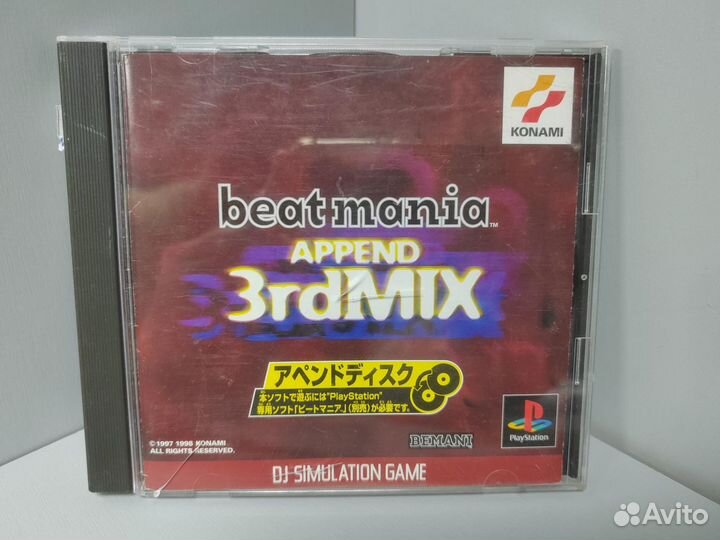 KONAMI
beatmania™
APPEND
3rdMIX
アペンドディスク
本ソフトで遊ぶには"PlayStation"
専用ソフト「ビートマニア」(別売)が必要です。
©1997 1998 KONAMI
ALL RIGHTS RESERVED.
BEMANI
PlayStation
DJ SIMULATION GAME
Avito